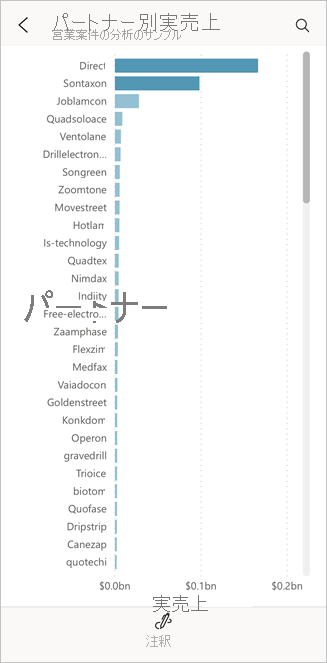 パートナー別実売上
営業案件の分析のサンプル
Direct
Sontaxon
Joblamcon
Quadsoloace
Ventolane
Drillelectron...
Songreen
Zoomtone
Movestreet
Hotlam
Is-technology
Quadtex
Nimdax
Indiity
パートナー
Free-electro...
Zaamphase
Flexzim
Medfax
Vaiadocon
Goldenstreet
Konkdom
Operon
gravedrill
Trioice
biotom
Quofase
Dripstrip
Canezap
quotechi
$0.0bn $0.1bn $0.2bn
実売上
注釈